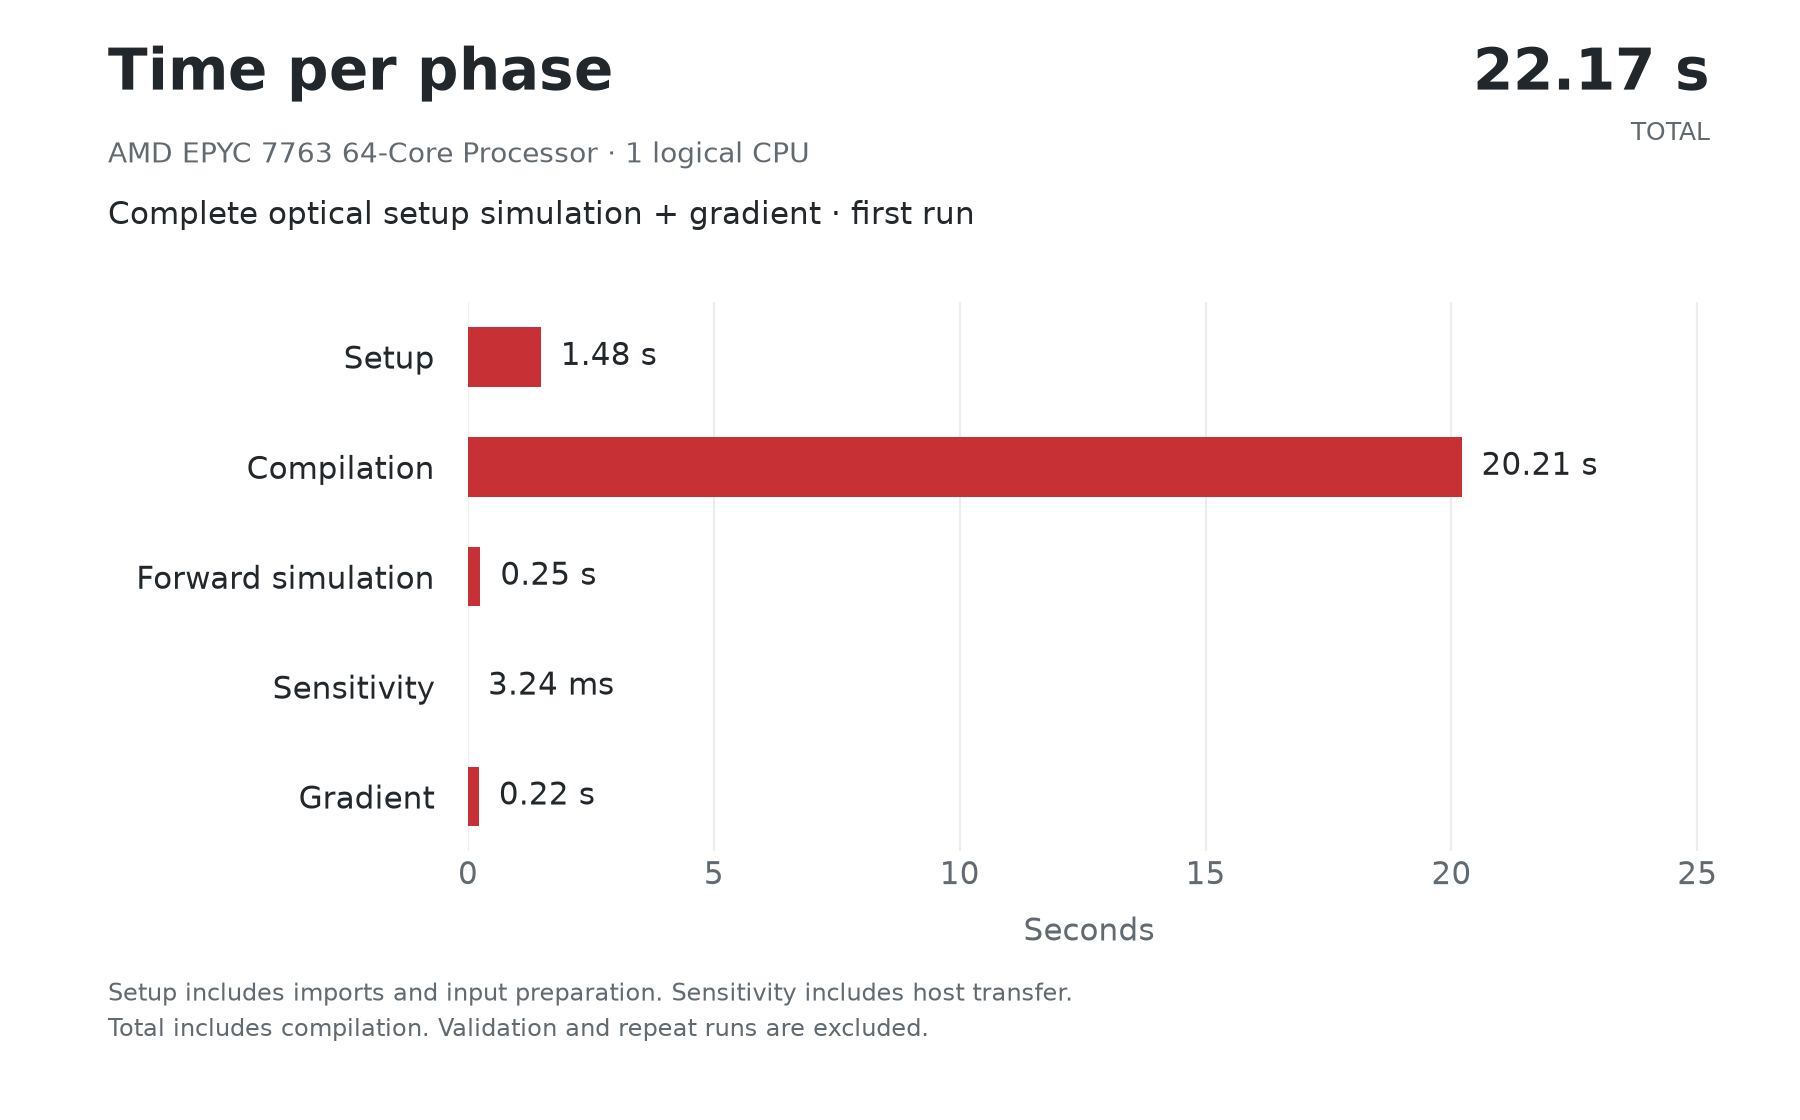 Time per phase
22.17 s
TOTAL
AMD EPYC 7763 64-Core Processor · 1 logical CPU
Complete optical setup simulation + gradient · first run
Setup 1.48 s
Compilation 20.21 s
Forward simulation 0.25 s
Sensitivity 3.24 ms
Gradient 0.22 s
0 5 10 15 20 25
Seconds
Setup includes imports and input preparation. Sensitivity includes host transfer.
Total includes compilation. Validation and repeat runs are excluded.